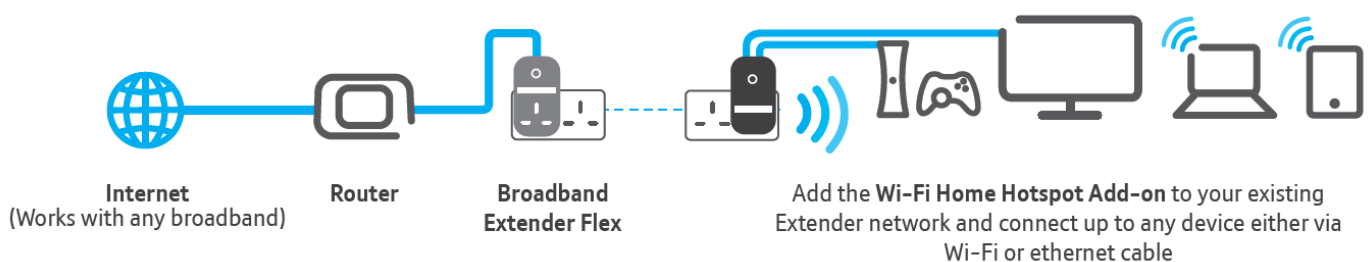 Internet
(Works with any broadband)
Router
Broadband
Extender Flex
Add the Wi-Fi Home Hotspot Add-on to your existing
Extender network and connect up to any device either via
Wi-Fi or ethernet cable